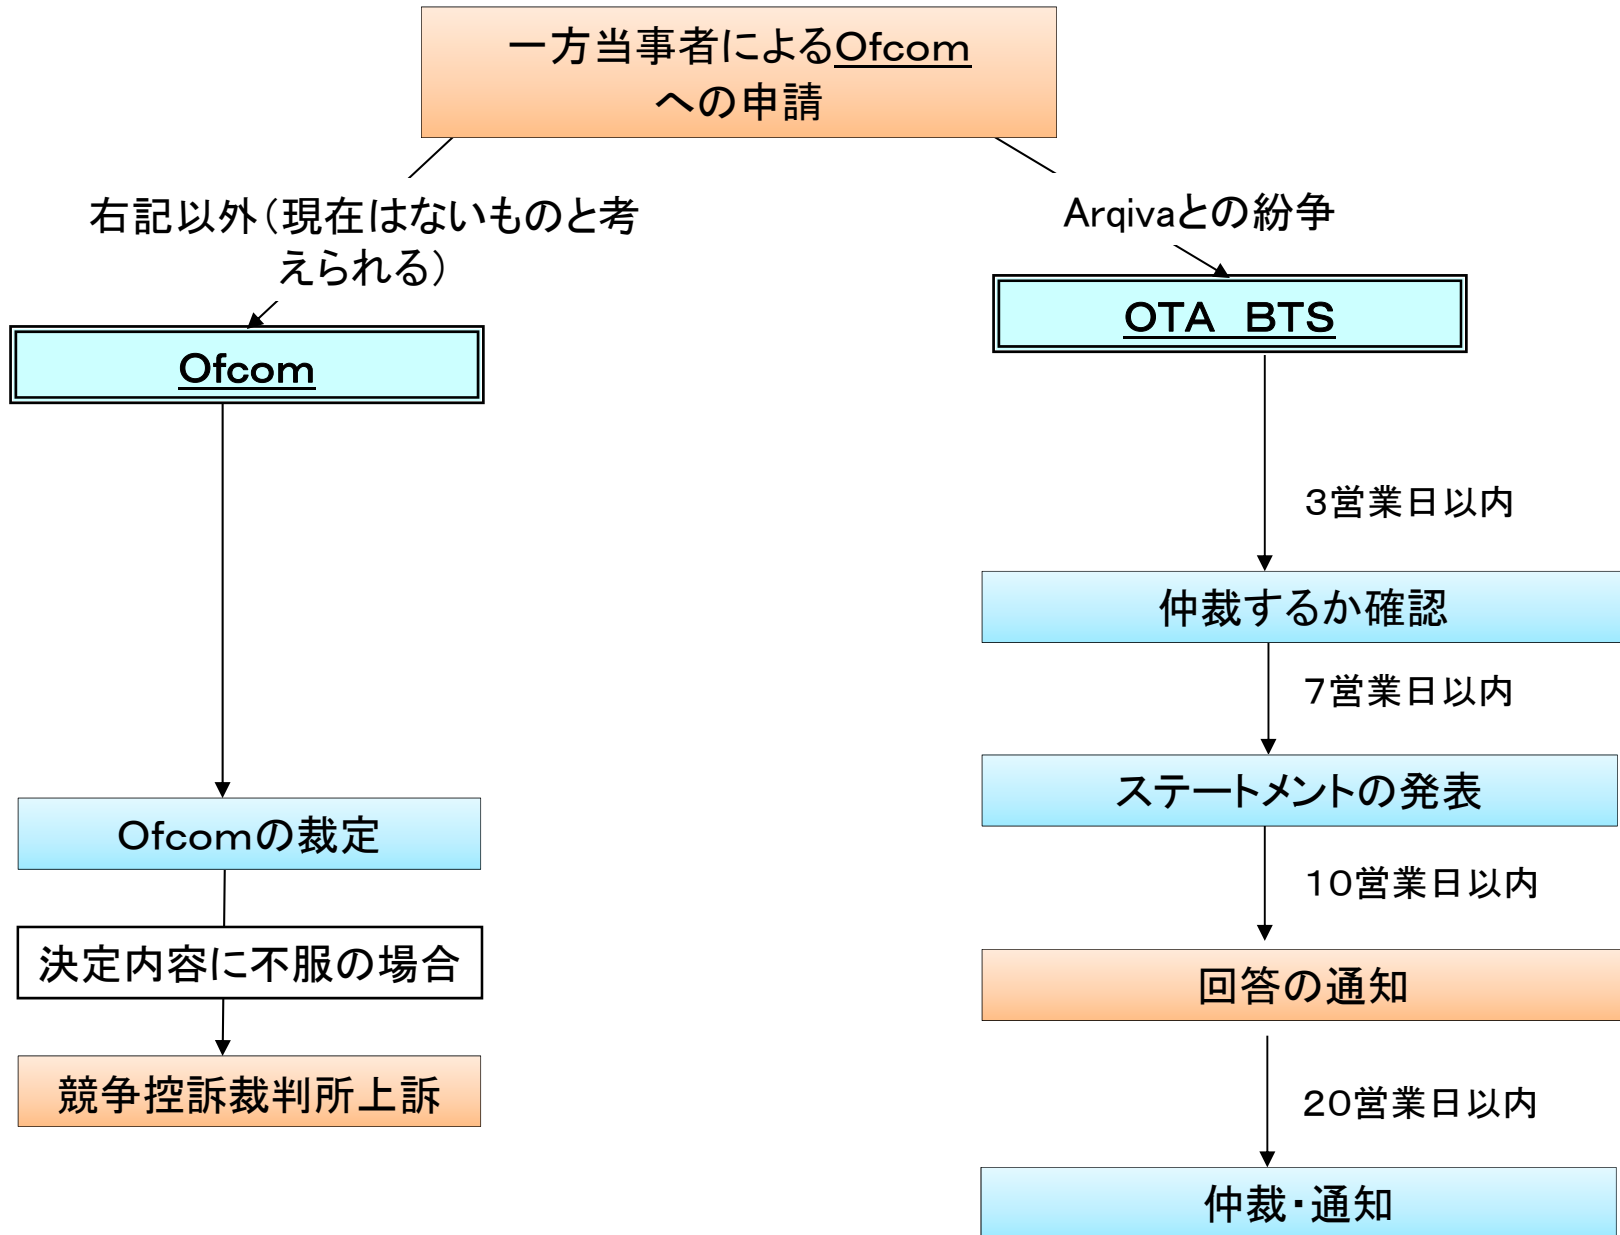 一方当事者によるOfcom
への申請
右記以外（現在はないものと考
えられる）
Arqivaとの紛争
Ofcom
OTA　BTS
3営業日以内
仲裁するか確認
7営業日以内
ステートメントの発表
Ofcomの裁定
10営業日以内
決定内容に不服の場合
回答の通知
競争控訴裁判所上訴
20営業日以内
仲裁・通知